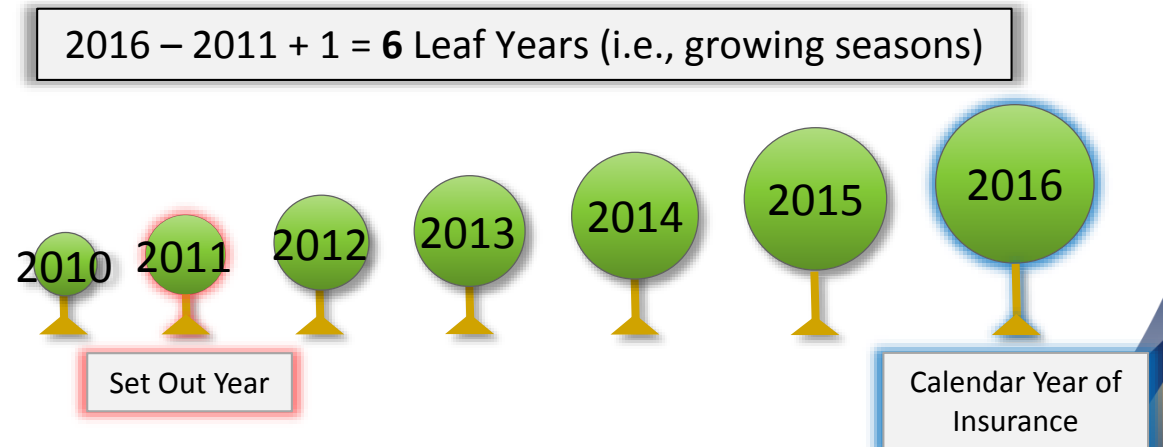 2016 – 2011 + 1 = 6 Leaf Years (i.e., growing seasons)
2010
2011
2012
2013
2014
2015
2016
Set Out Year
Calendar Year of
Insurance